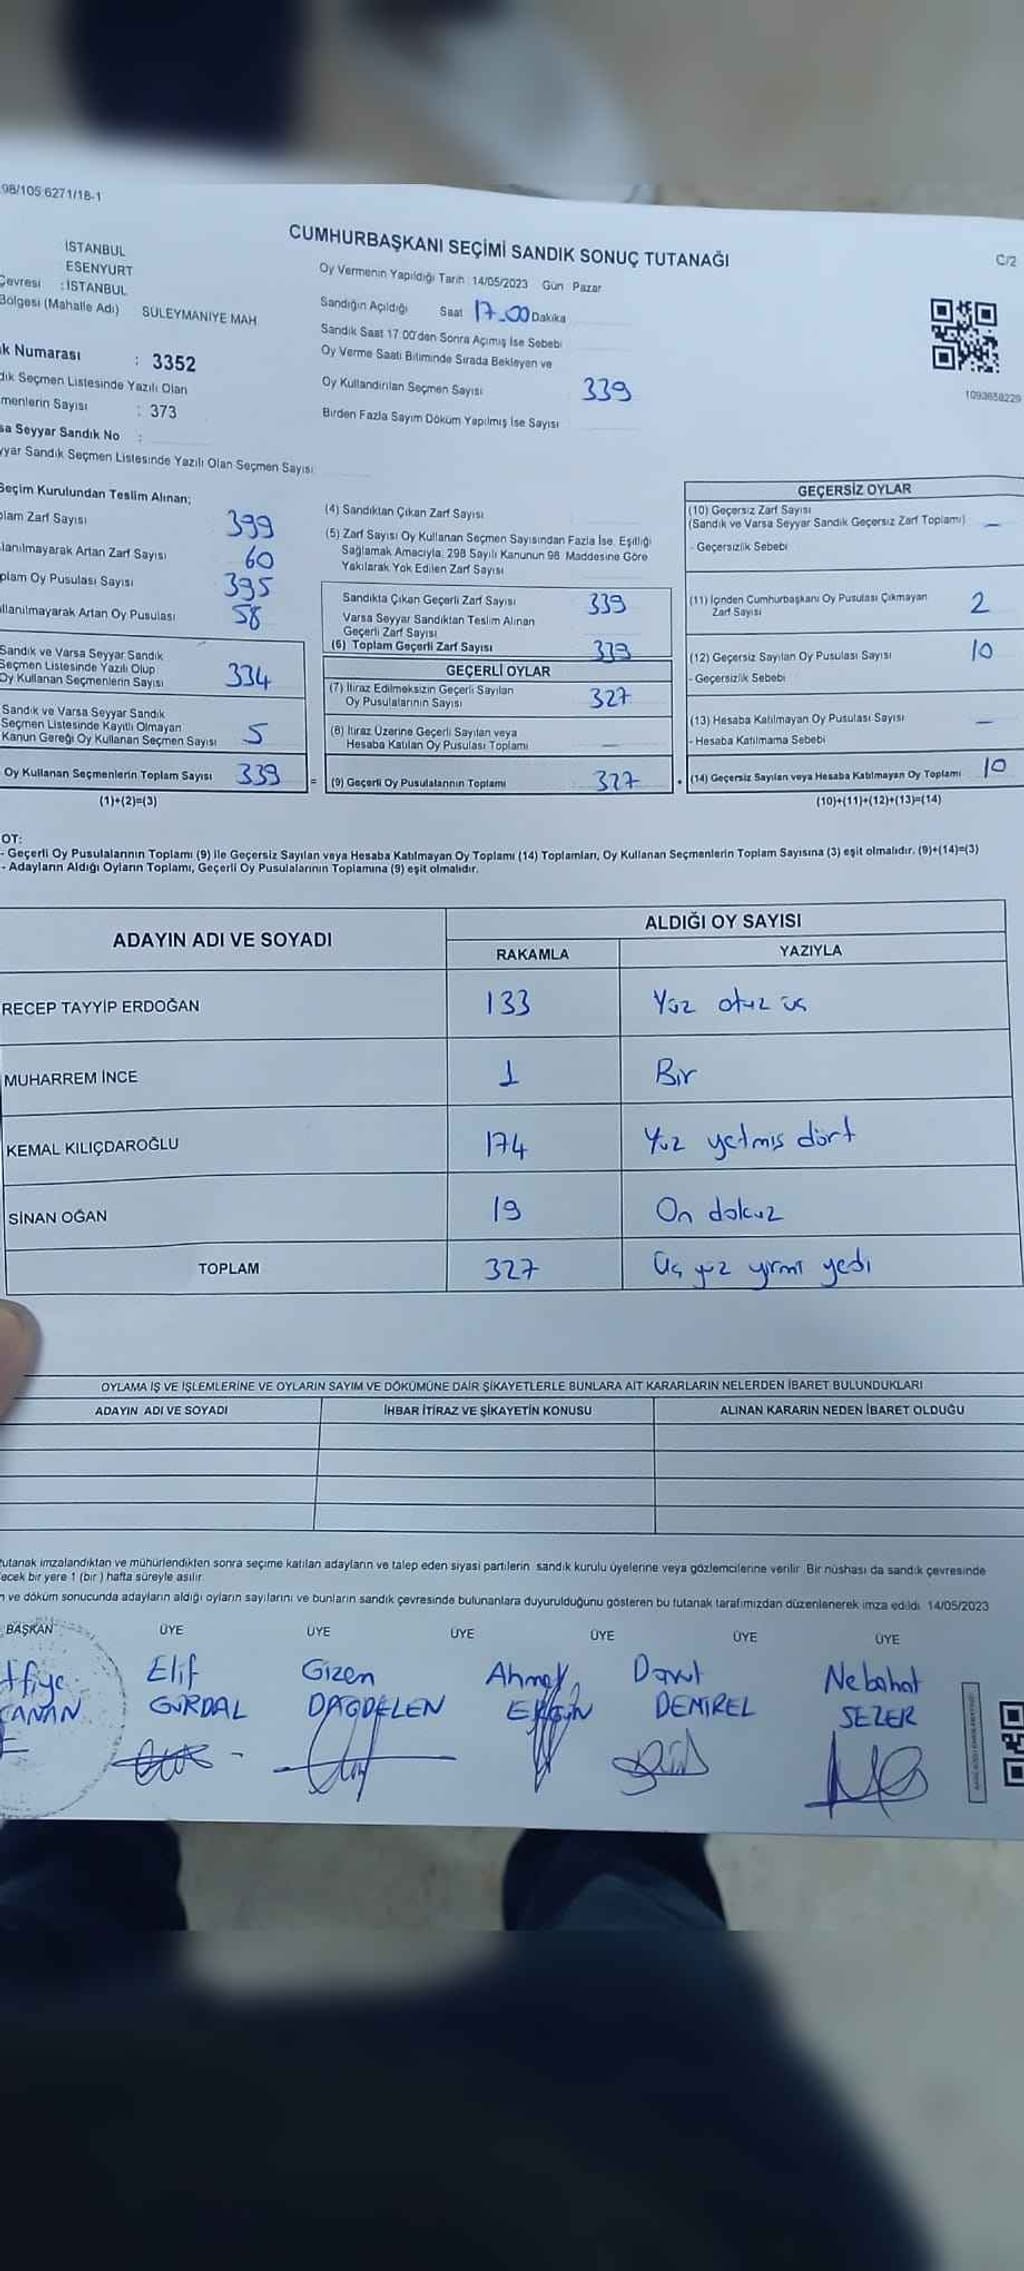 98/105 6271/18-1
CUMHURBAŞKANI SEÇİMİ SANDIK SONUÇ TUTANAĞI
C/2
İSTANBUL
ESENYURT
Çevresi : İSTANBUL
Bölgesi (Mahalle Adı) SÜLEYMANİYE MAH
k Numarası : 3352
dık Seçmen Listesinde Yazılı Olan
menlerin Sayısı : 373
sa Seyyar Sandık No :
yyar Sandık Seçmen Listesinde Yazılı Olan Seçmen Sayısı
Oy Vermenin Yapıldığı Tarih : 14/05/2023 Gün Pazar
Sandığın Açıldığı Saat 17.00 Dakika
Sandık Saat 17.00'den Sonra Açımış İse Sebebi
Oy Verme Saati Bitiminde Sırada Bekleyen ve
Oy Kullandırılan Seçmen Sayısı 339
Birden Fazla Sayım Döküm Yapılmış İse Sayısı
1093658229
Seçim Kurulundan Teslim Alınan;
plam Zarf Sayısı 399
llanılmayarak Artan Zarf Sayısı 60
plam Oy Pusulası Sayısı 395
ullanılmayarak Artan Oy Pusulası 58
Sandık ve Varsa Seyyar Sandık
Seçmen Listesinde Yazılı Olup
Oy Kullanan Seçmenlerin Sayısı 334
Sandık ve Varsa Seyyar Sandık
Seçmen Listesinde Kayıtlı Olmayan
Kanun Gereği Oy Kullanan Seçmen Sayısı 5
Oy Kullanan Seçmenlerin Toplam Sayısı 339
(1)+(2)=(3)
(4) Sandıktan Çıkan Zarf Sayısı
(5) Zarf Sayısı Oy Kullanan Seçmen Sayısından Fazla İse, Eşitliği
Sağlamak Amacıyla, 298 Sayılı Kanunun 98. Maddesine Göre
Yakılarak Yok Edilen Zarf Sayısı
Sandıkta Çıkan Geçerli Zarf Sayısı 339
Varsa Seyyar Sandıktan Teslim Alınan
Geçerli Zarf Sayısı
(6) Toplam Geçerli Zarf Sayısı 339
GEÇERLİ OYLAR
(7) İtiraz Edilmeksizin Geçerli Sayılan
Oy Pusulalarının Sayısı 327
(8) İtiraz Üzerine Geçerli Sayılan veya
Hesaba Katılan Oy Pusulası Toplamı —
= (9) Geçerli Oy Pusulalarının Toplamı 327
GEÇERSİZ OYLAR
(10) Geçersiz Zarf Sayısı
(Sandık ve Varsa Seyyar Sandık Geçersiz Zarf Toplamı) —
- Geçersizlik Sebebi
(11) İçinden Cumhurbaşkanı Oy Pusulası Çıkmayan
Zarf Sayısı 2
(12) Geçersiz Sayılan Oy Pusulası Sayısı 10
- Geçersizlik Sebebi
(13) Hesaba Katılmayan Oy Pusulası Sayısı —
- Hesaba Katılmama Sebebi
+ (14) Geçersiz Sayılan veya Hesaba Katılmayan Oy Toplamı 10
(10)+(11)+(12)+(13)=(14)
OT:
- Geçerli Oy Pusulalarının Toplamı (9) ile Geçersiz Sayılan veya Hesaba Katılmayan Oy Toplamı (14) Toplamları, Oy Kullanan Seçmenlerin Toplam Sayısına (3) eşit olmalıdır. (9)+(14)=(3)
- Adayların Aldığı Oyların Toplamı, Geçerli Oy Pusulalarının Toplamına (9) eşit olmalıdır.
ADAYIN ADI VE SOYADI ALDIĞI OY SAYISI
RAKAMLA YAZIYLA
RECEP TAYYİP ERDOĞAN 133 Yüz otuz üç
MUHARREM İNCE 1 Bir
KEMAL KILIÇDAROĞLU 174 Yüz yetmiş dört
SİNAN OĞAN 19 On dokuz
TOPLAM 327 Üç yüz yirmi yedi
OYLAMA İŞ VE İŞLEMLERİNE VE OYLARIN SAYIM VE DÖKÜMÜNE DAİR ŞİKAYETLERLE BUNLARA AİT KARARLARIN NELERDEN İBARET BULUNDUKLARI
ADAYIN ADI VE SOYADI İHBAR İTİRAZ VE ŞİKAYETİN KONUSU ALINAN KARARIN NEDEN İBARET OLDUĞU
tutanak imzalandıktan ve mühürlendikten sonra seçime katılan adayların ve talep eden siyasi partilerin sandık kurulu üyelerine veya gözlemcilerine verilir. Bir nüshası da sandık çevresinde
ecek bir yere 1 (bir) hafta süreyle asılır.
n ve döküm sonucunda adayların aldığı oyların sayılarını ve bunların sandık çevresinde bulunanlara duyurulduğunu gösteren bu tutanak tarafımızdan düzenlenerek imza edildi. 14/05/2023
BAŞKAN ÜYE ÜYE ÜYE ÜYE ÜYE ÜYE
tfiye Elif Gizen Ahmet Davut Nebahat
CANAN GÜRDAL DAĞDELEN ERGÜN DEMİREL SEZER